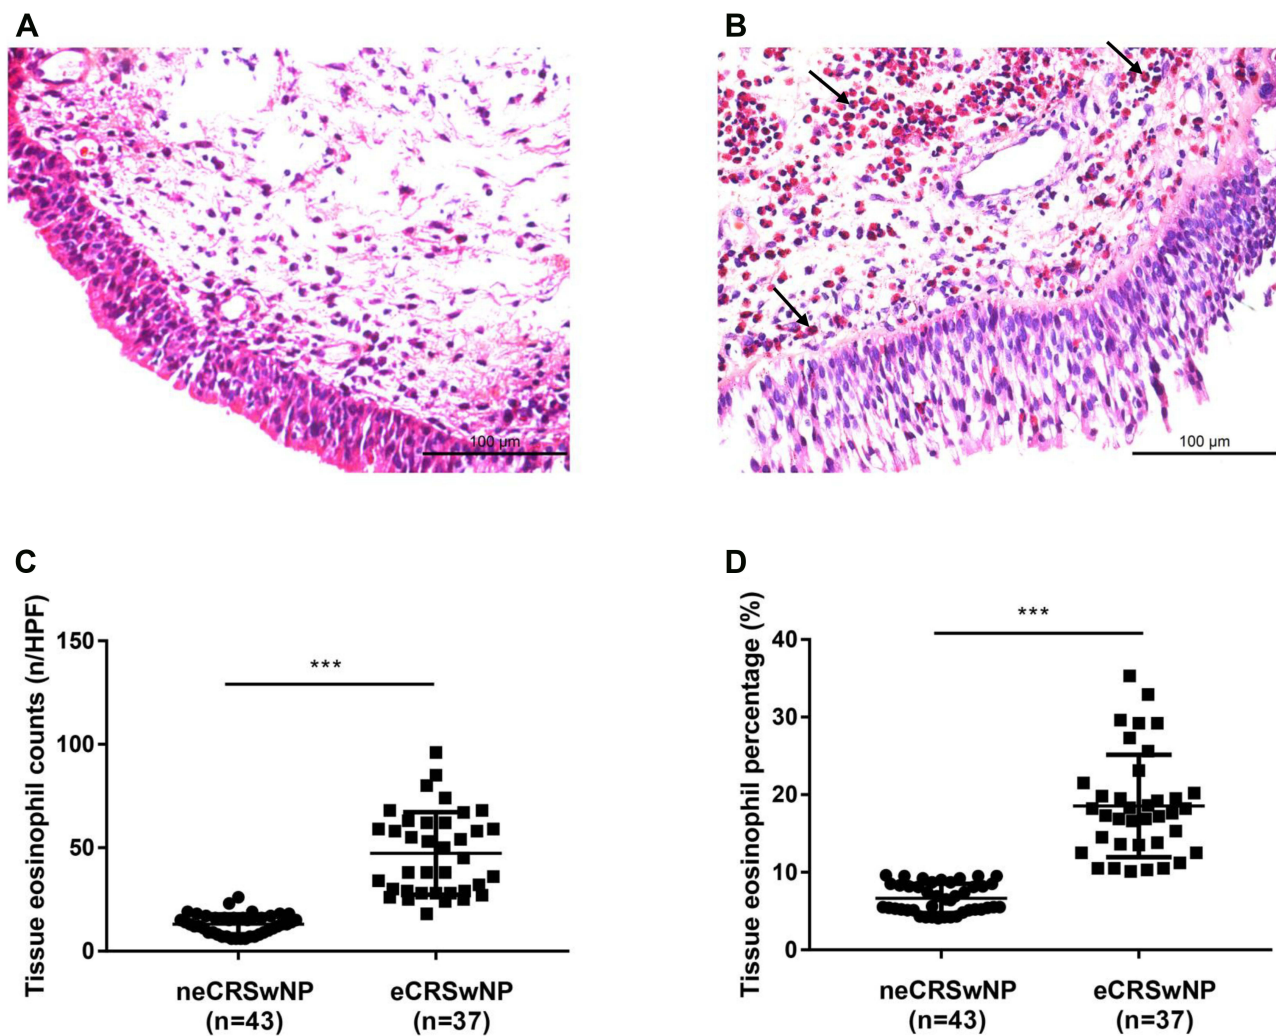 A
B
100 µm
100 µm
C
D
Tissue eosinophil counts (n/HPF)
150
100
50
0
***
neCRSwNP
(n=43)
eCRSwNP
(n=37)
Tissue eosinophil percentage (%)
40
30
20
10
0
***
neCRSwNP
(n=43)
eCRSwNP
(n=37)